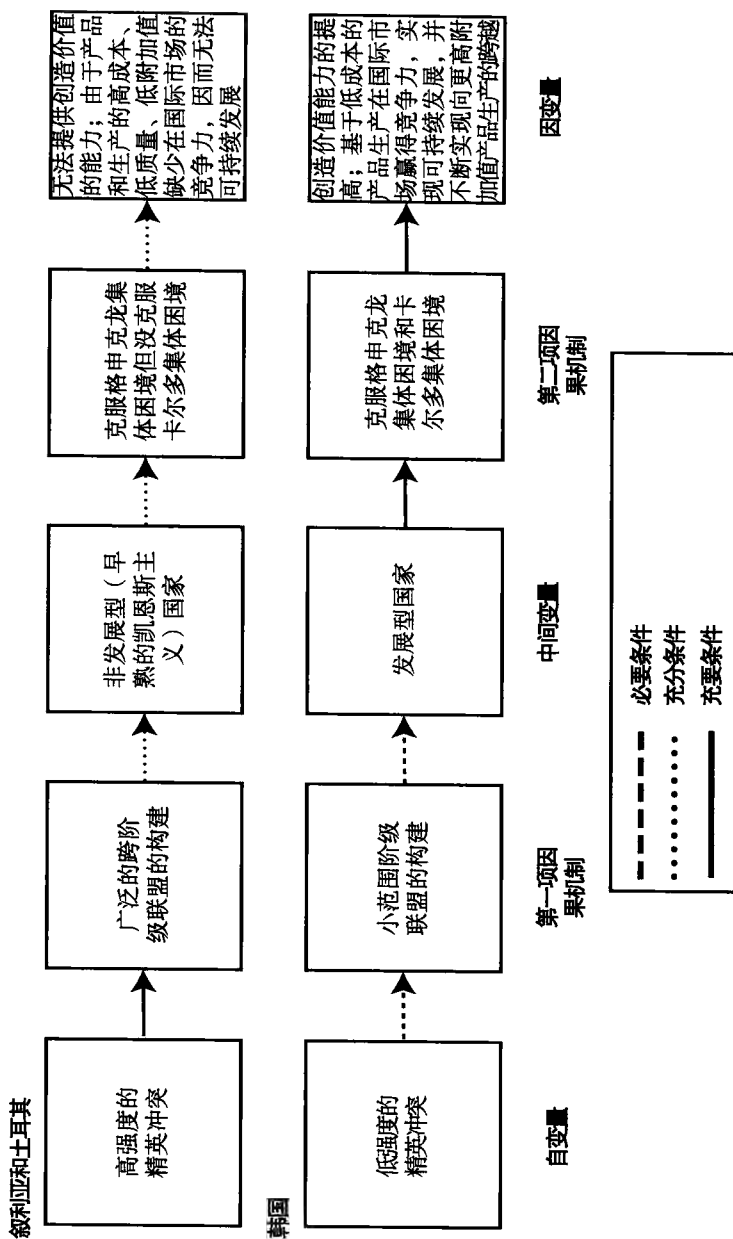 叙利亚和土耳其
高强度的
精英冲突
广泛的跨阶
级联盟的构建
非发展型（早
熟的凯恩斯主
义）国家
克服格申克龙集
体困境但没克服
卡尔多集体困境
无法提供创造价值
的能力；由于产品
和生产的高成本、
低质量、低附加值
缺少在国际市场的
竞争力，因而无法
可持续发展
韩国
低强度的
精英冲突
小范围阶级
联盟的构建
发展型国家
克服格申克龙
集体困境和卡
尔多集体困境
创造价值能力的提
高；基于低成本的
产品生产在国际市
场赢得竞争力，实
现可持续发展，并
不断实现向更高附
加值产品生产的跨越
自变量
第一项因
果机制
中间变量
第二项因
果机制
因变量
必要条件
充分条件
充要条件